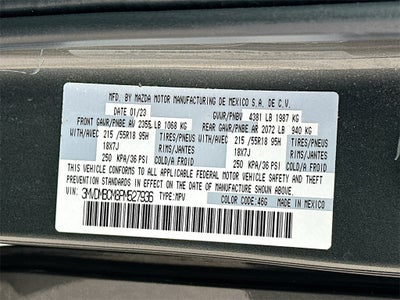 MFD. BY MAZDA MOTOR MANUFACTURING DE MEXICO S.A. DE C.V.
DATE 01/23 GVWR/PNBV 4381 LB 1987 KG
FRONT GAWR/PNBE AV 2355 LB 1068 KG REAR GAWR/PNBE AR 2072 LB 940 KG
WITH/AVEC 215 /55R18 95H TIRES/PNEUS WITH/AVEC 215 /55R18 95H TIRES/PNEUS
18X7J RIMS/JANTES 18X7J RIMS/JANTES
250 KPA/36 PSI COLD/A FROID 250 KPA/36 PSI COLD/A FROID
THIS VEHICLE CONFORMS TO ALL APPLICABLE FEDERAL MOTOR VEHICLE SAFETY AND THEFT
PREVENTION STANDARDS IN EFFECT ON THE DATE OF MANUFACTURE SHOWN ABOVE.
VIN: 3MVDMBCM8PM527936 TYPE:MPV
COLOR CODE:46G MADE IN MEXICO